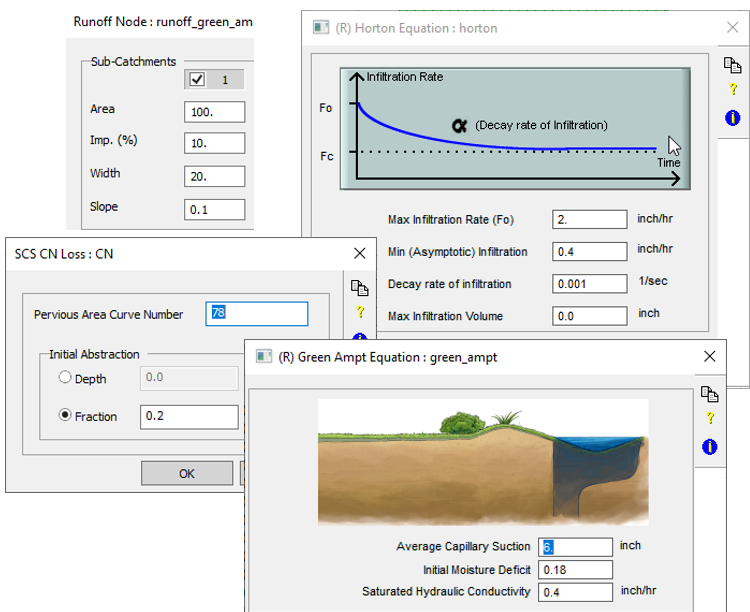 Runoff Node : runoff_green_am
Sub-Catchments
1
Area 100.
Imp. (%) 10.
Width 20.
Slope 0.1
(R) Horton Equation : horton
Infiltration Rate
Fo
α (Decay rate of Infiltration)
Fc
Time
Max Infiltration Rate (Fo) 2. inch/hr
Min (Asymptotic) Infiltration 0.4 inch/hr
Decay rate of infiltration 0.001 1/sec
Max Infiltration Volume 0.0 inch
SCS CN Loss : CN
Pervious Area Curve Number 78
Initial Abstraction
Depth 0.0
Fraction 0.2
OK
(R) Green Ampt Equation : green_ampt
Average Capillary Suction 6. inch
Initial Moisture Deficit 0.18
Saturated Hydraulic Conductivity 0.4 inch/hr